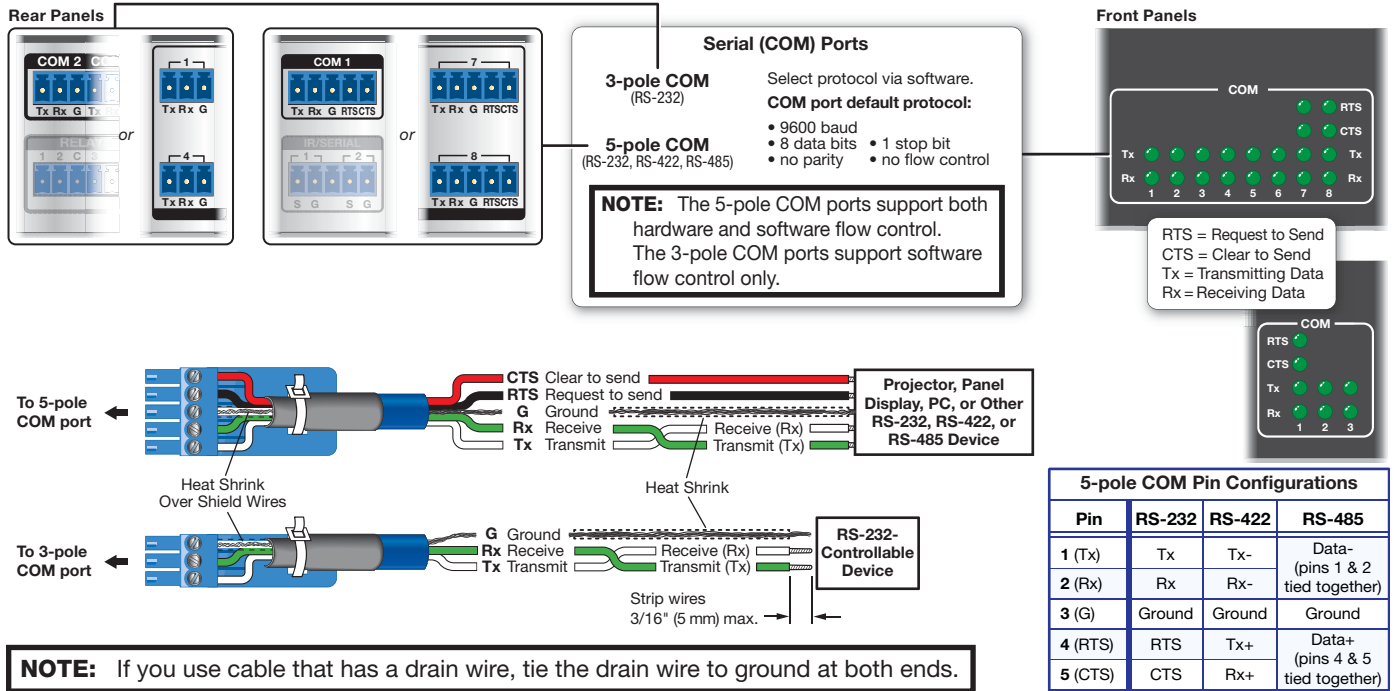 Rear Panels
COM 2
Tx Rx G Tx
RELAY
1 2 C 3
or
1
Tx Rx G
4
Tx Rx G
COM 1
Tx Rx G RTS CTS
IR/SERIAL
1 2
S G S G
or
7
Tx Rx G RTS CTS
8
Tx Rx G RTS CTS
Serial (COM) Ports
3-pole COM
(RS-232)
5-pole COM
(RS-232, RS-422, RS-485)
Select protocol via software.
COM port default protocol:
• 9600 baud
• 8 data bits • 1 stop bit
• no parity • no flow control
NOTE: The 5-pole COM ports support both
hardware and software flow control.
The 3-pole COM ports support software
flow control only.
Front Panels
COM
RTS
CTS
Tx Tx
Rx Rx
1 2 3 4 5 6 7 8
RTS = Request to Send
CTS = Clear to Send
Tx = Transmitting Data
Rx = Receiving Data
COM
RTS
CTS
Tx
Rx
1 2 3
To 5-pole
COM port
CTS Clear to send
RTS Request to send
G Ground
Rx Receive Receive (Rx)
Tx Transmit Transmit (Tx)
Projector, Panel
Display, PC, or Other
RS-232, RS-422, or
RS-485 Device
Heat Shrink
Over Shield Wires
Heat Shrink
To 3-pole
COM port
G Ground
Rx Receive Receive (Rx)
Tx Transmit Transmit (Tx)
RS-232-
Controllable
Device
Strip wires
3/16" (5 mm) max.
NOTE: If you use cable that has a drain wire, tie the drain wire to ground at both ends.
5-pole COM Pin Configurations
Pin RS-232 RS-422 RS-485
1 (Tx) Tx Tx- Data-
(pins 1 & 2
2 (Rx) Rx Rx- tied together)
3 (G) Ground Ground Ground
4 (RTS) RTS Tx+ Data+
(pins 4 & 5
5 (CTS) CTS Rx+ tied together)